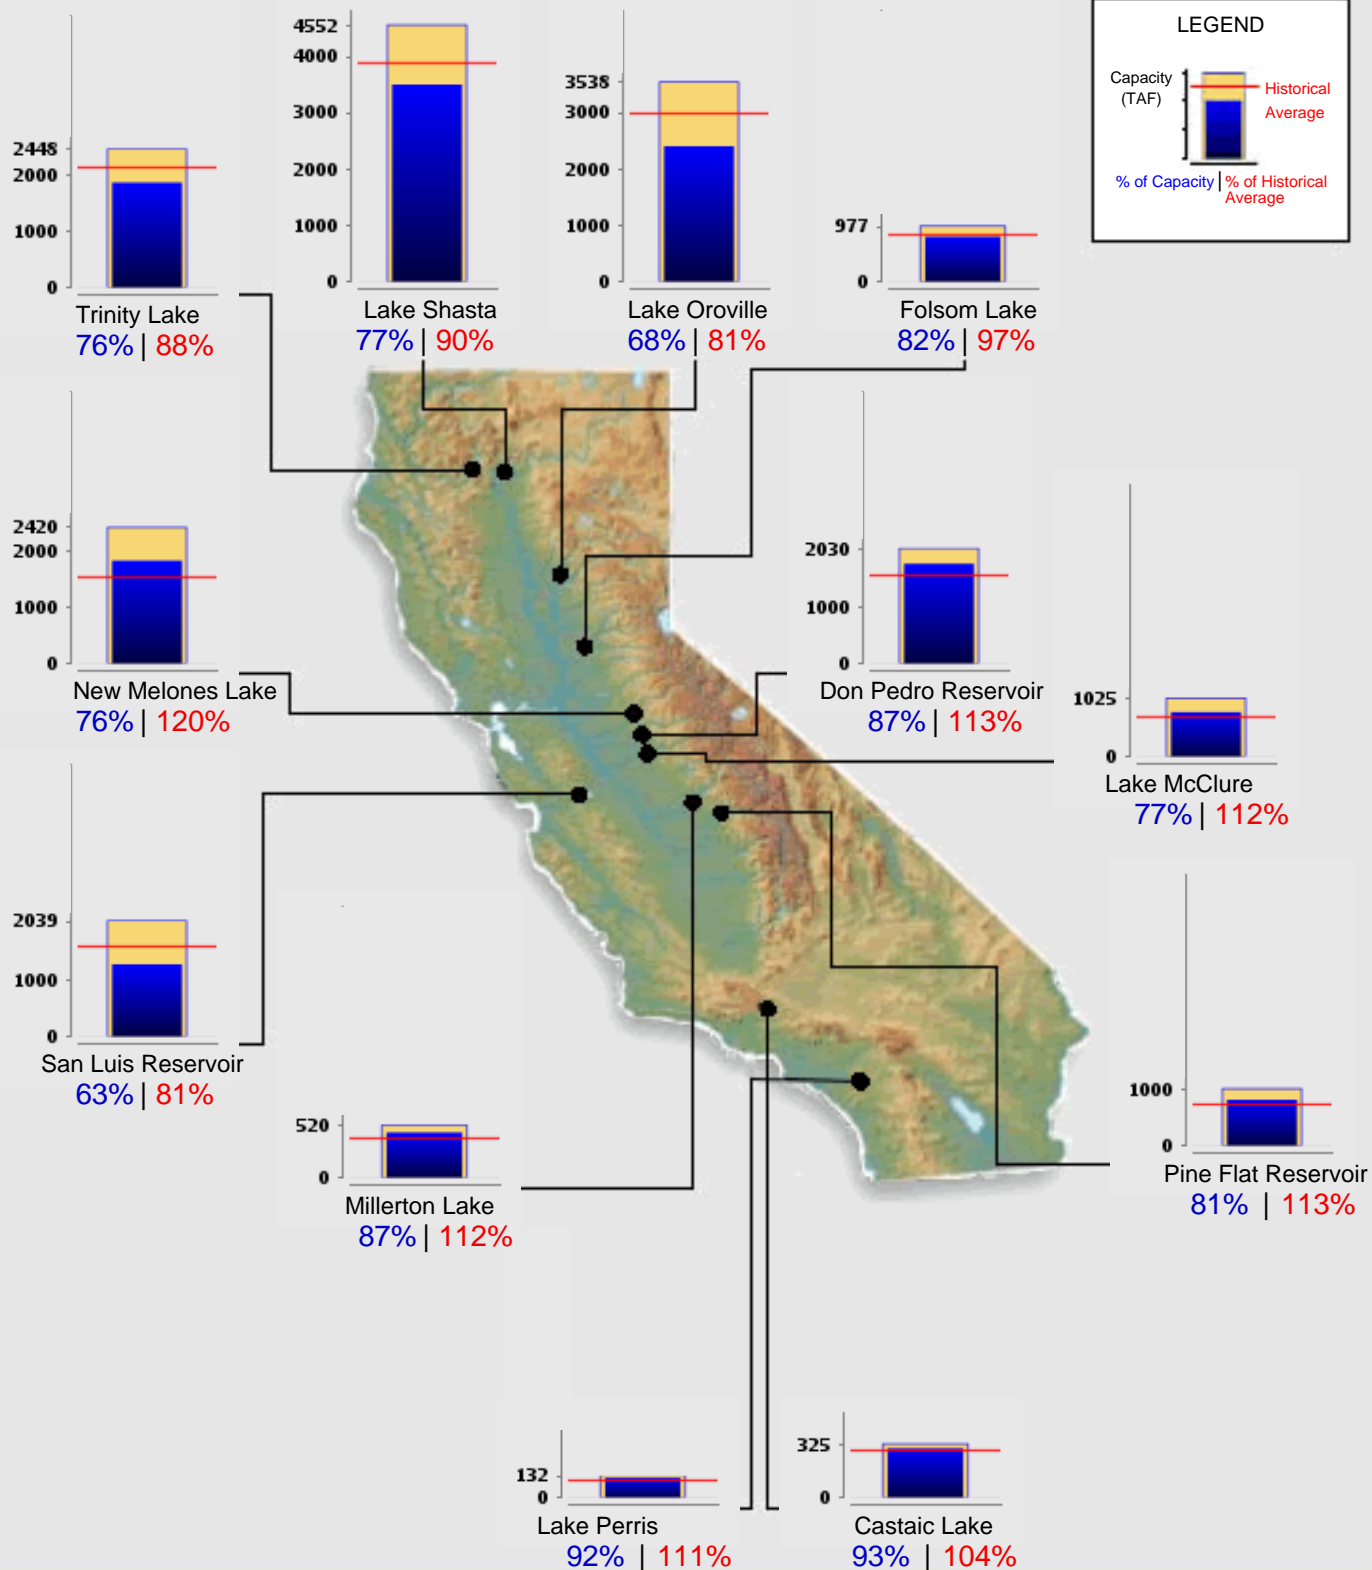 LEGEND
Capacity
(TAF)
Historical
Average
% of Capacity | % of Historical
Average
4552
4000
3000
2000
1000
0
Lake Shasta
77% | 90%
3538
3000
2000
1000
0
Lake Oroville
68% | 81%
2448
2000
1000
0
Trinity Lake
76% | 88%
977
0
Folsom Lake
82% | 97%
2420
2000
1000
0
New Melones Lake
76% | 120%
2030
1000
0
Don Pedro Reservoir
87% | 113%
1025
0
Lake McClure
77% | 112%
2039
1000
0
San Luis Reservoir
63% | 81%
520
0
Millerton Lake
87% | 112%
1000
0
Pine Flat Reservoir
81% | 113%
132
0
Lake Perris
92% | 111%
325
0
Castaic Lake
93% | 104%